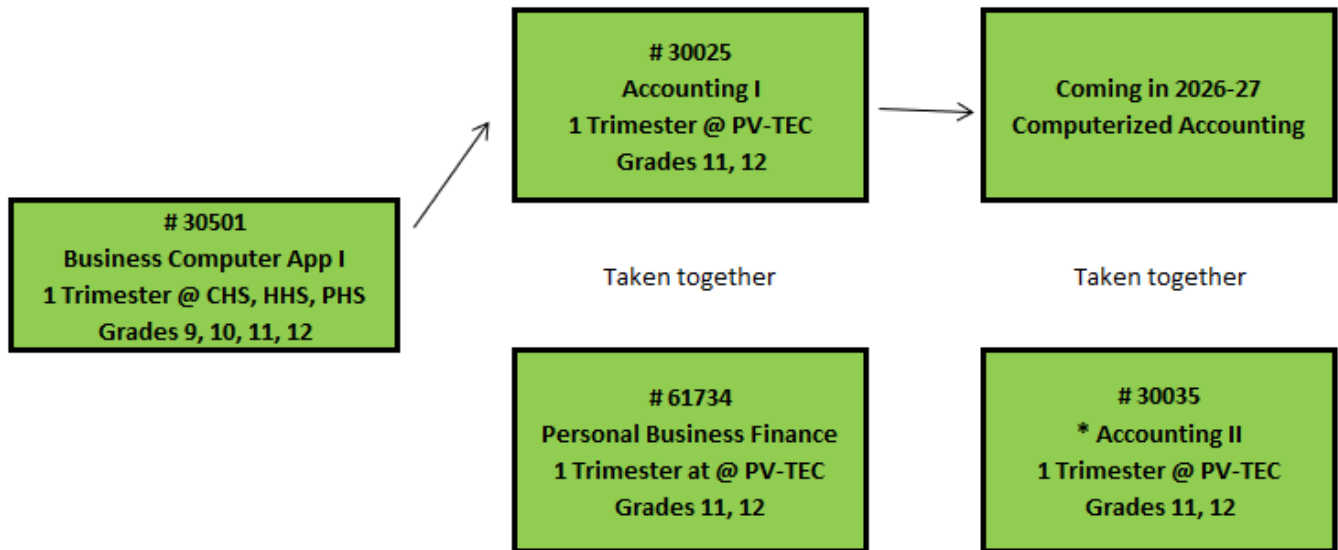 # 30025
Accounting I
1 Trimester @ PV-TEC
Grades 11, 12
Coming in 2026-27
Computerized Accounting
# 30501
Business Computer App I
1 Trimester @ CHS, HHS, PHS
Grades 9, 10, 11, 12
Taken together
Taken together
# 61734
Personal Business Finance
1 Trimester at @ PV-TEC
Grades 11, 12
# 30035
* Accounting II
1 Trimester @ PV-TEC
Grades 11, 12